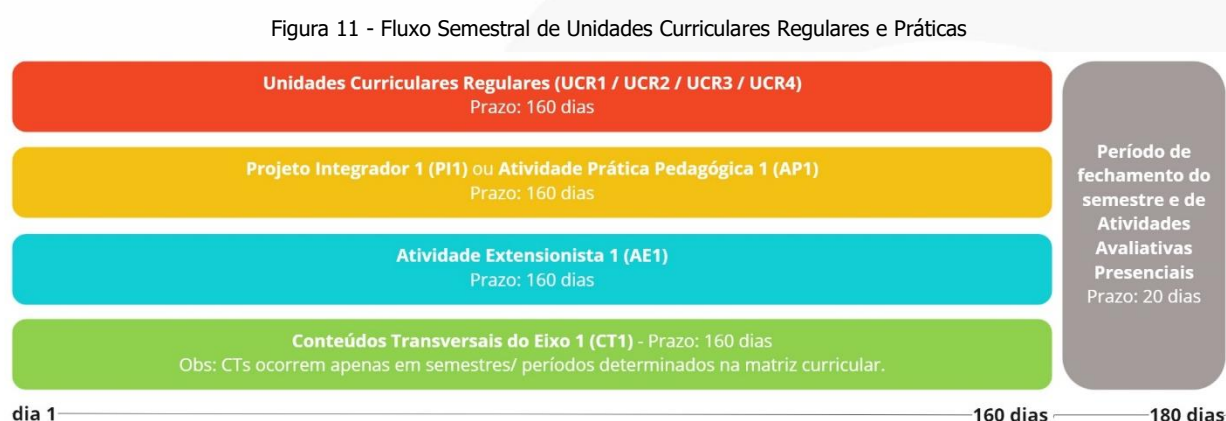 Figura 11 - Fluxo Semestral de Unidades Curriculares Regulares e Práticas
Unidades Curriculares Regulares (UCR1 / UCR2 / UCR3 / UCR4)
Prazo: 160 dias
Projeto Integrador 1 (PI1) ou Atividade Prática Pedagógica 1 (AP1)
Prazo: 160 dias
Atividade Extensionista 1 (AE1)
Prazo: 160 dias
Conteúdos Transversais do Eixo 1 (CT1) - Prazo: 160 dias
Obs: CTs ocorrem apenas em semestres/ períodos determinados na matriz curricular.
Período de
fechamento do
semestre e de
Atividades
Avaliativas
Presenciais
Prazo: 20 dias
dia 1
160 dias
180 dias